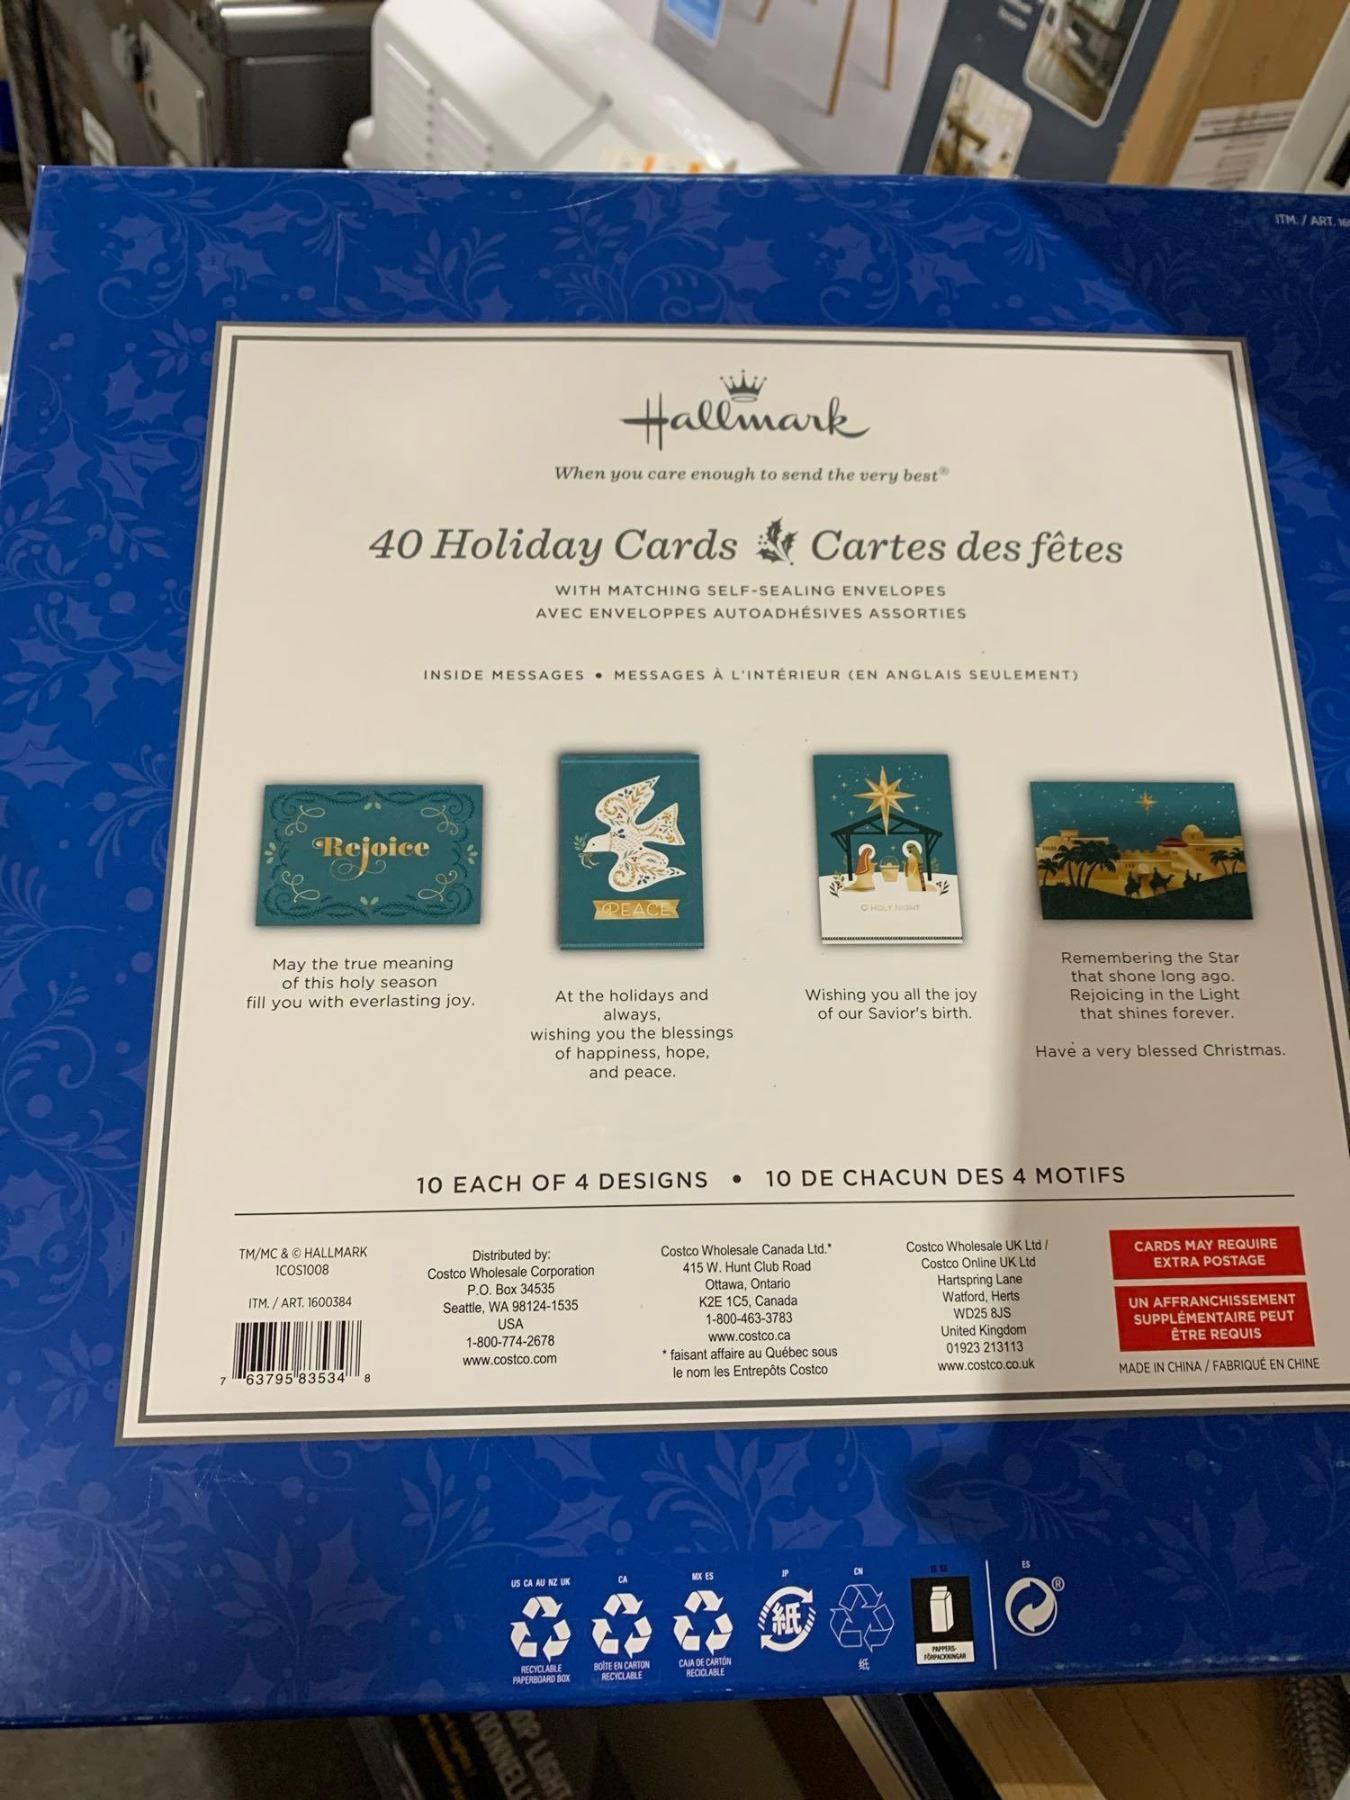 ITM. / ART.
Hallmark
When you care enough to send the very best®
40 Holiday Cards Cartes des fêtes
WITH MATCHING SELF-SEALING ENVELOPES
AVEC ENVELOPPES AUTOADHÉSIVES ASSORTIES
INSIDE MESSAGES • MESSAGES À L'INTÉRIEUR (EN ANGLAIS SEULEMENT)
Rejoice
May the true meaning
of this holy season
fill you with everlasting joy.
PEACE
At the holidays and
always,
wishing you the blessings
of happiness, hope,
and peace.
O HOLY NIGHT
Wishing you all the joy
of our Savior's birth.
Remembering the Star
that shone long ago.
Rejoicing in the Light
that shines forever.
Have a very blessed Christmas.
10 EACH OF 4 DESIGNS • 10 DE CHACUN DES 4 MOTIFS
TM/MC & © HALLMARK
1COS1008
ITM. / ART. 1600384
7 63795 83534 8
Distributed by:
Costco Wholesale Corporation
P.O. Box 34535
Seattle, WA 98124-1535
USA
1-800-774-2678
www.costco.com
Costco Wholesale Canada Ltd.*
415 W. Hunt Club Road
Ottawa, Ontario
K2E 1C5, Canada
1-800-463-3783
www.costco.ca
* faisant affaire au Québec sous
le nom les Entrepôts Costco
Costco Wholesale UK Ltd /
Costco Online UK Ltd
Hartspring Lane
Watford, Herts
WD25 8JS
United Kingdom
01923 213113
www.costco.co.uk
CARDS MAY REQUIRE
EXTRA POSTAGE
UN AFFRANCHISSEMENT
SUPPLÉMENTAIRE PEUT
ÊTRE REQUIS
MADE IN CHINA / FABRIQUÉ EN CHINE
US CA AU NZ UK
RECYCLABLE
PAPERBOARD BOX
CA
BOÎTE EN CARTON
RECYCLABLE
MX ES
CAJA DE CARTÓN
RECICLABLE
JP
紙
CN
纸
PAPPERS-
FÖRPACKNINGAR
ES
®